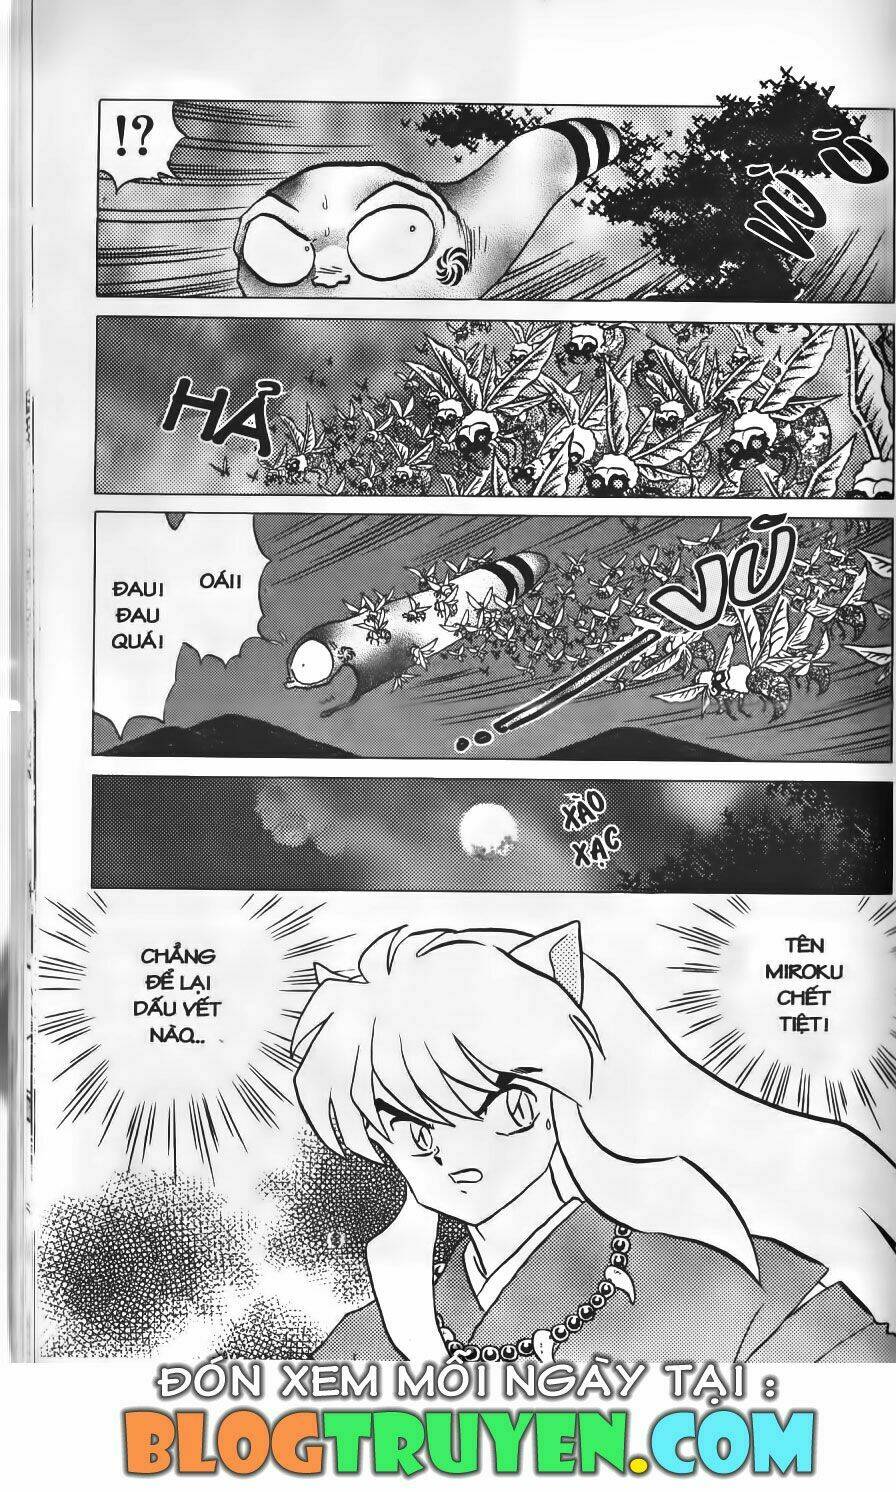 !?
VÙ Ù
HẢ
OÁI!
ĐAU!
ĐAU
QUÁ!
VÙ
XÀO
XẠC
TÊN
MIROKU
CHẾT
TIỆT!
CHẲNG
ĐỂ LẠI
DẤU VẾT
NÀO...
ĐÓN XEM MỖI NGÀY TẠI :
BLOGTRUYEN.COM